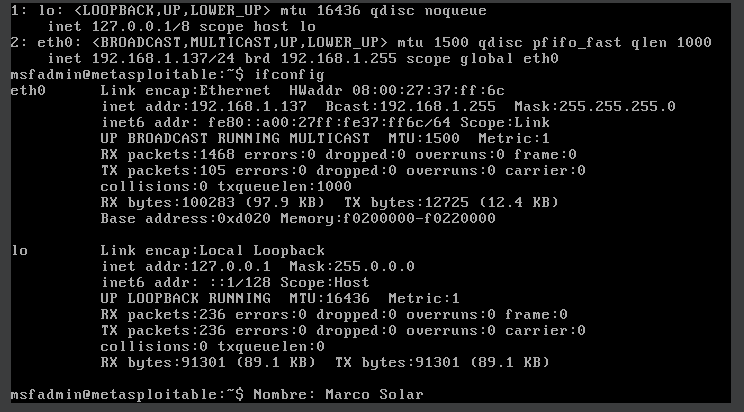 1: lo: <LOOPBACK,UP,LOWER_UP> mtu 16436 qdisc noqueue
    inet 127.0.0.1/8 scope host lo
2: eth0: <BROADCAST,MULTICAST,UP,LOWER_UP> mtu 1500 qdisc pfifo_fast qlen 1000
    inet 192.168.1.137/24 brd 192.168.1.255 scope global eth0
msfadmin@metasploitable:~$ ifconfig
eth0      Link encap:Ethernet  HWaddr 08:00:27:37:ff:6c
          inet addr:192.168.1.137  Bcast:192.168.1.255  Mask:255.255.255.0
          inet6 addr: fe80::a00:27ff:fe37:ff6c/64 Scope:Link
          UP BROADCAST RUNNING MULTICAST  MTU:1500  Metric:1
          RX packets:1468 errors:0 dropped:0 overruns:0 frame:0
          TX packets:105 errors:0 dropped:0 overruns:0 carrier:0
          collisions:0 txqueuelen:1000
          RX bytes:100283 (97.9 KB)  TX bytes:12725 (12.4 KB)
          Base address:0xd020 Memory:f0200000-f0220000

lo        Link encap:Local Loopback
          inet addr:127.0.0.1  Mask:255.0.0.0
          inet6 addr: ::1/128 Scope:Host
          UP LOOPBACK RUNNING  MTU:16436  Metric:1
          RX packets:236 errors:0 dropped:0 overruns:0 frame:0
          TX packets:236 errors:0 dropped:0 overruns:0 carrier:0
          collisions:0 txqueuelen:0
          RX bytes:91301 (89.1 KB)  TX bytes:91301 (89.1 KB)

msfadmin@metasploitable:~$ Nombre: Marco Solar